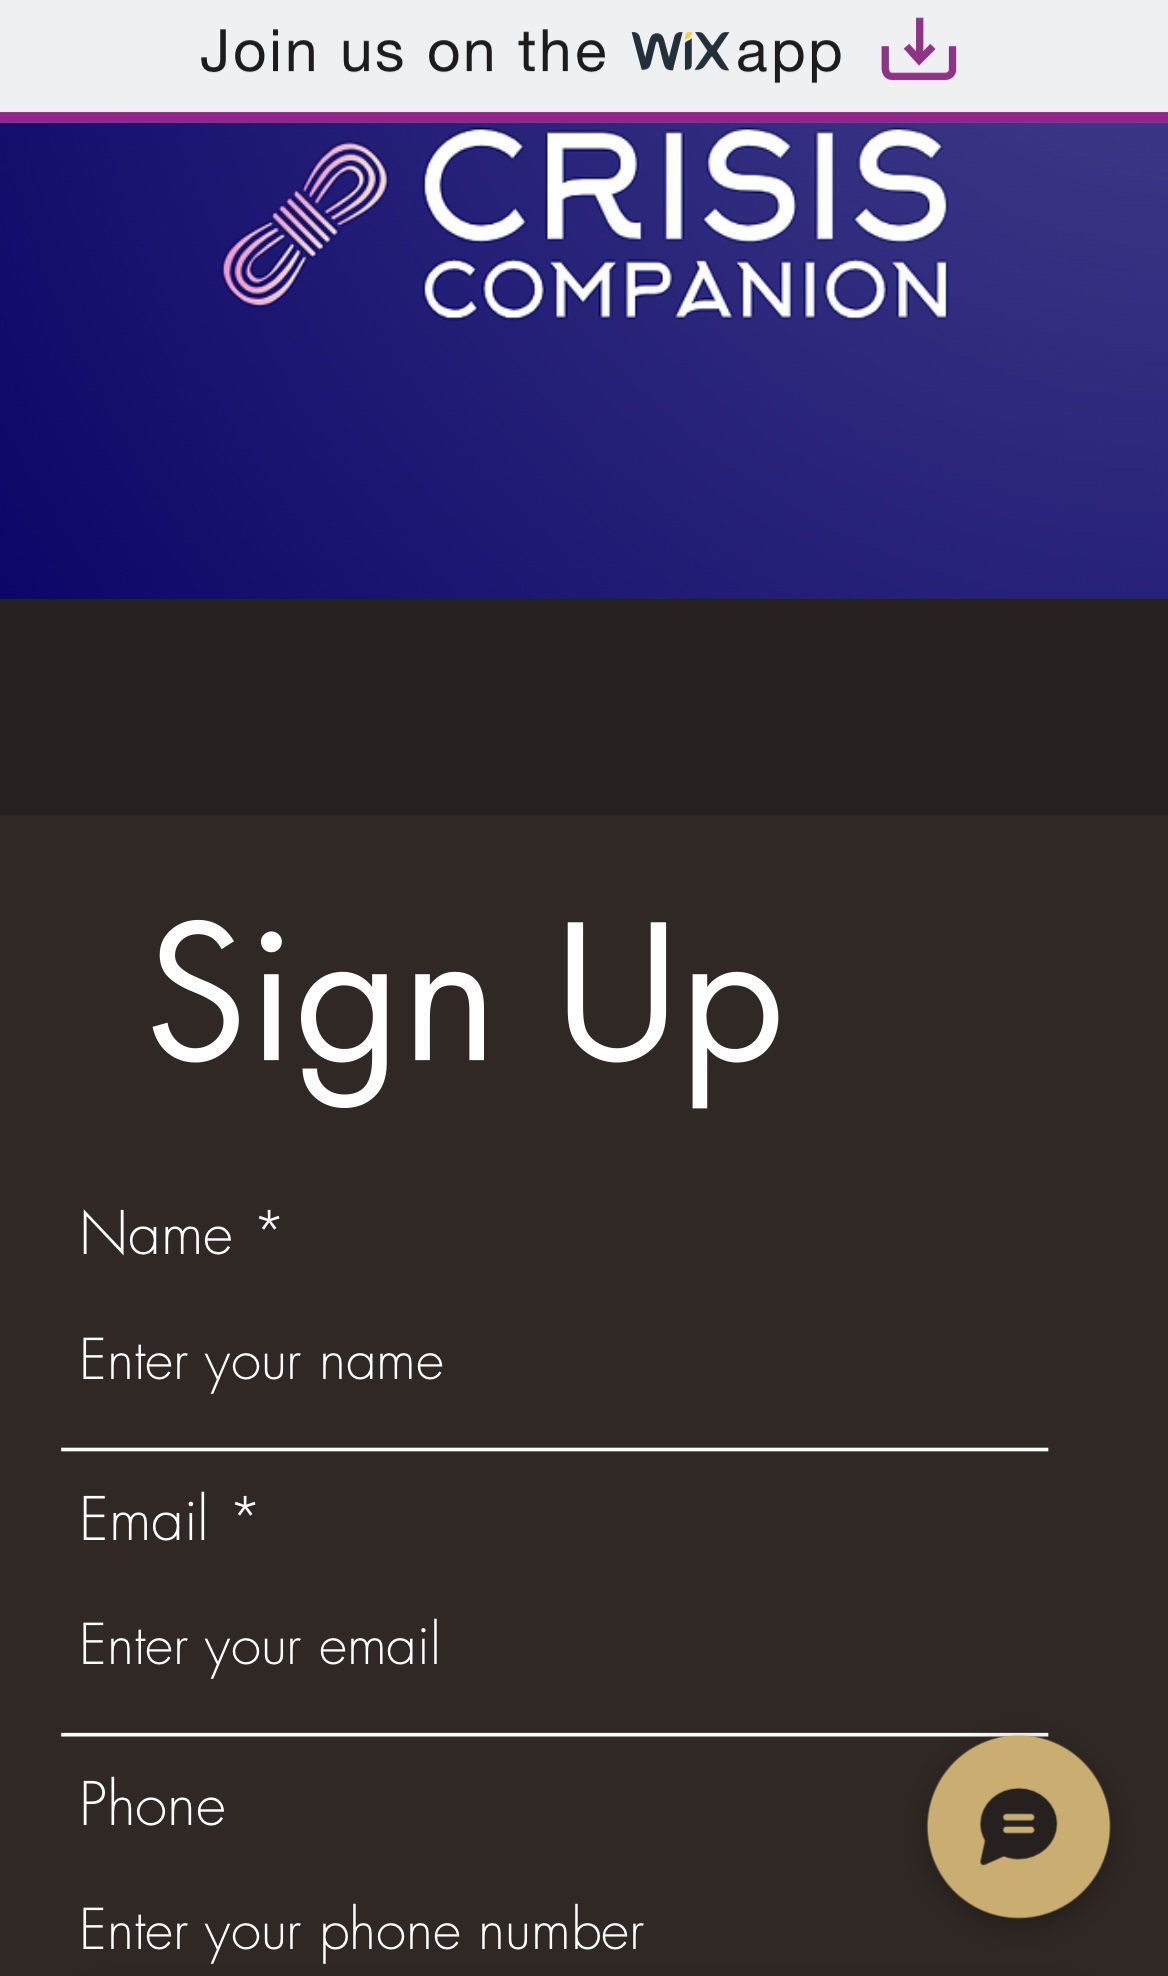 Join us on the WiX app
CRISIS
COMPANION
Sign Up
Name *
Enter your name
Email *
Enter your email
Phone
Enter your phone number